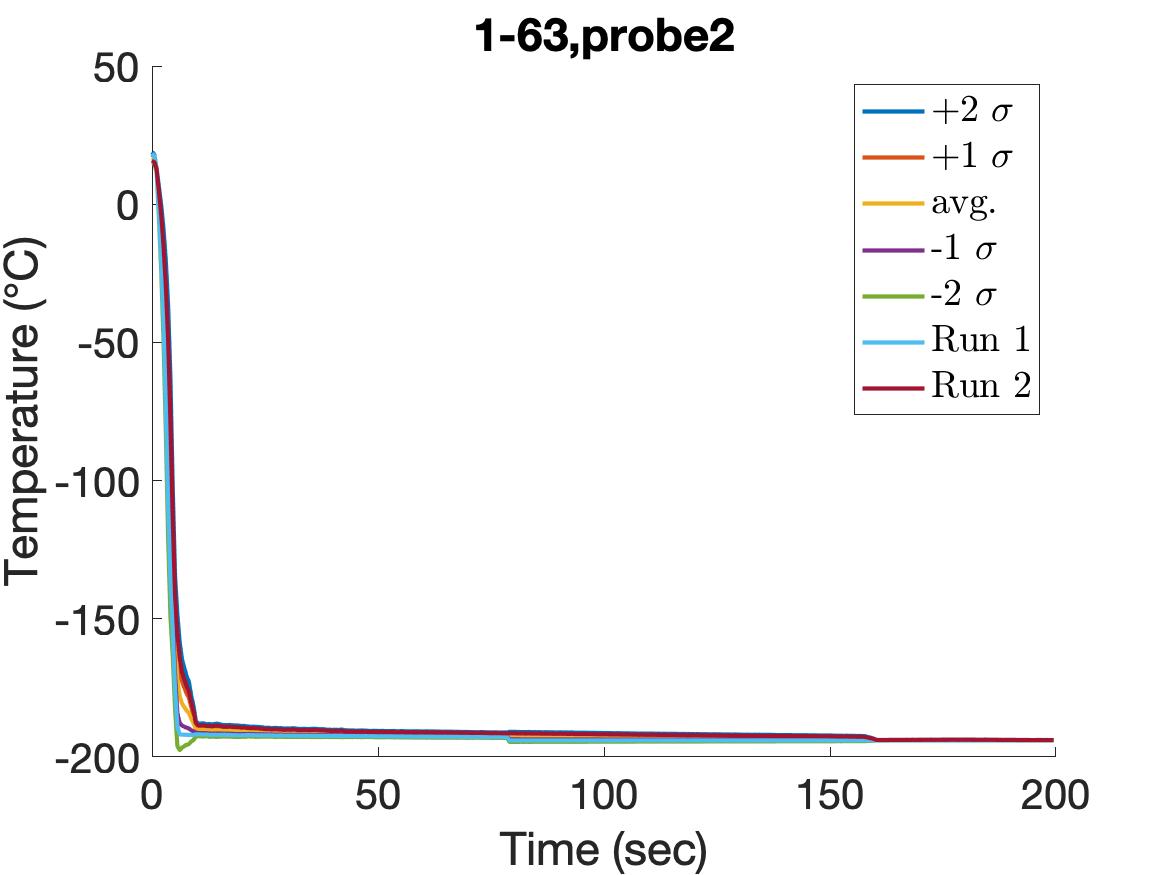 1-63,probe2
50
0
-50
-100
-150
-200
0 50 100 150 200
Temperature (°C)
Time (sec)
+2 σ
+1 σ
avg.
-1 σ
-2 σ
Run 1
Run 2